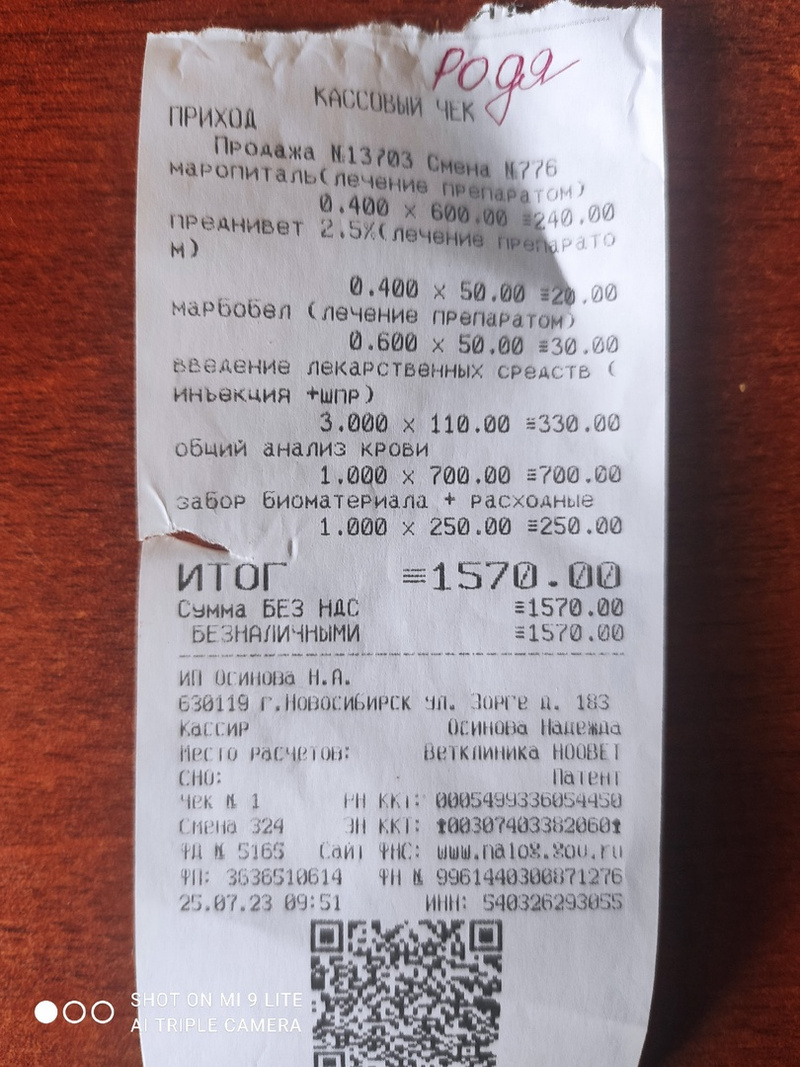 Родя
КАССОВЫЙ ЧЕК
ПРИХОД
Продажа №13703 Смена №776
маропиталь(лечение препаратом)
0.400 × 600.00 ≡240.00
преднивет 2.5%(лечение препарато
м)
0.400 × 50.00 ≡20.00
марбобел (лечение препаратом)
0.600 × 50.00 ≡30.00
введение лекарственных средств (
инъекция +шпр)
3.000 × 110.00 ≡330.00
общий анализ крови
1.000 × 700.00 ≡700.00
забор биоматериала + расходные
1.000 × 250.00 ≡250.00
ИТОГ ≡1570.00
Сумма БЕЗ НДС ≡1570.00
БЕЗНАЛИЧНЫМИ ≡1570.00
ИП Осинова Н.А.
630119 г.Новосибирск ул. Зорге д. 183
Кассир Осинова Надежда
Место расчетов: Ветклиника НООВЕТ
СНО: Патент
Чек № 1 РН ККТ: 0005499336054450
Смена 324 ЗН ККТ: ↑00307403382060↑
ФД № 5165 Сайт ФНС: www.nalog.gov.ru
ФП: 3636510614 ФН № 9961440300871276
25.07.23 09:51 ИНН: 540326293055
SHOT ON MI 9 LITE
AI TRIPLE CAMERA